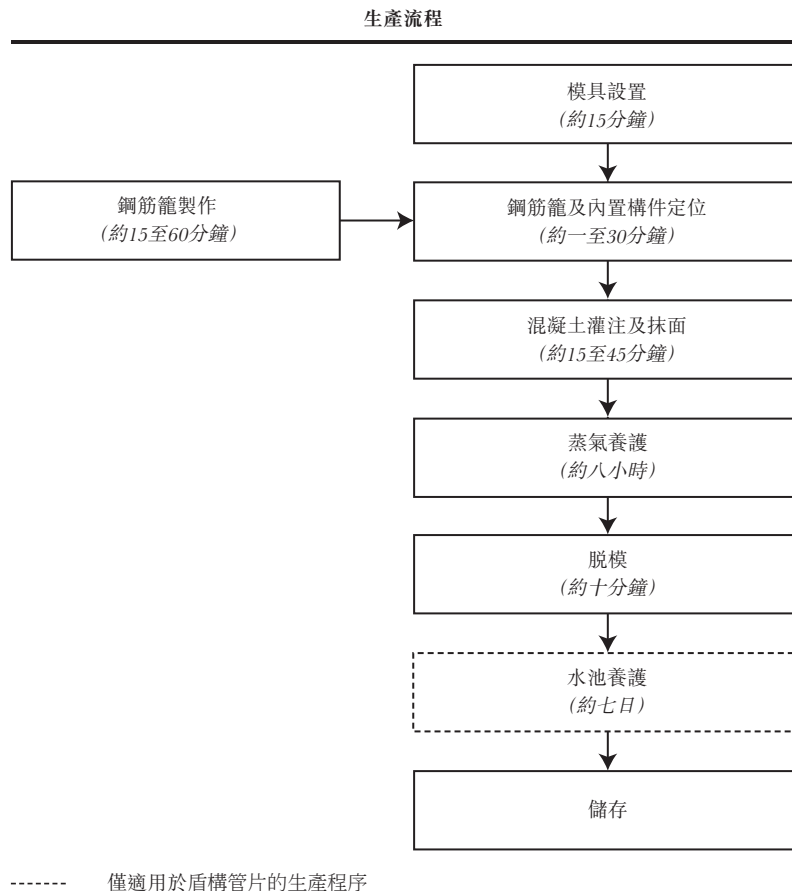 生產流程
模具設置
(約15分鐘)
鋼筋籠製作
(約15至60分鐘)
鋼筋籠及內置構件定位
(約一至30分鐘)
混凝土灌注及抹面
(約15至45分鐘)
蒸氣養護
(約八小時)
脱模
(約十分鐘)
水池養護
(約七日)
儲存
僅適用於盾構管片的生產程序